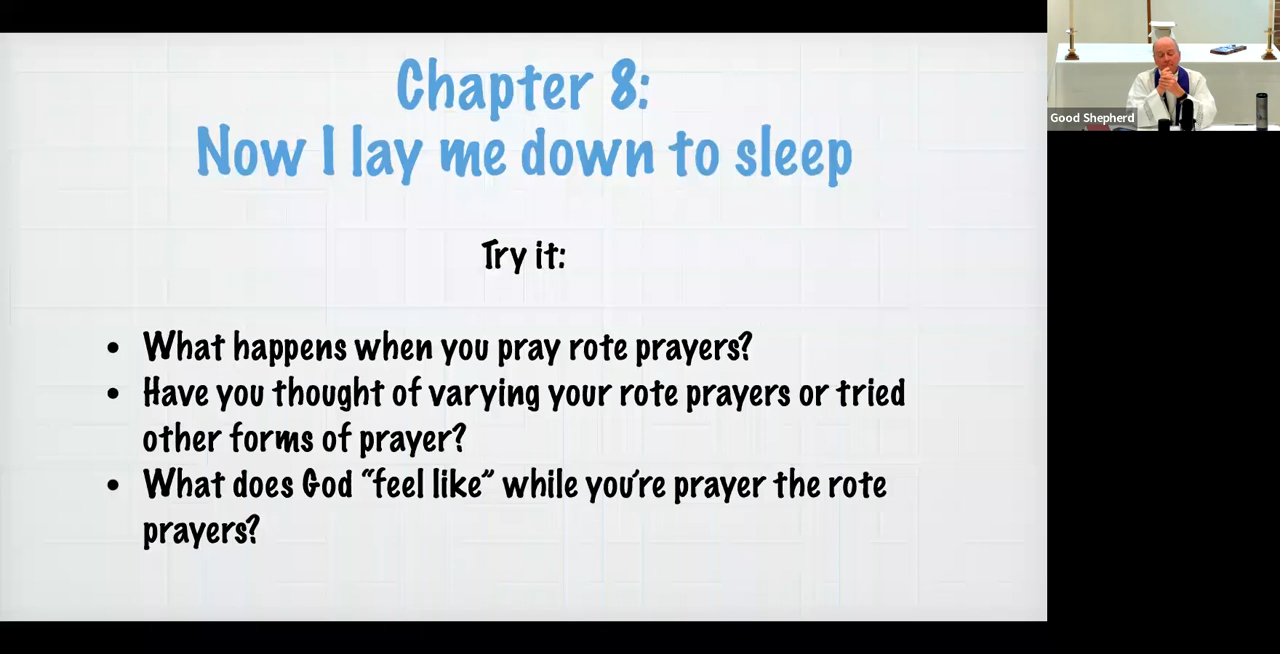 Chapter 8:
Now I lay me down to sleep
Try it:
• What happens when you pray rote prayers?
• Have you thought of varying your rote prayers or tried
other forms of prayer?
• What does God “feel like” while you’re prayer the rote
prayers?
Good Shepherd